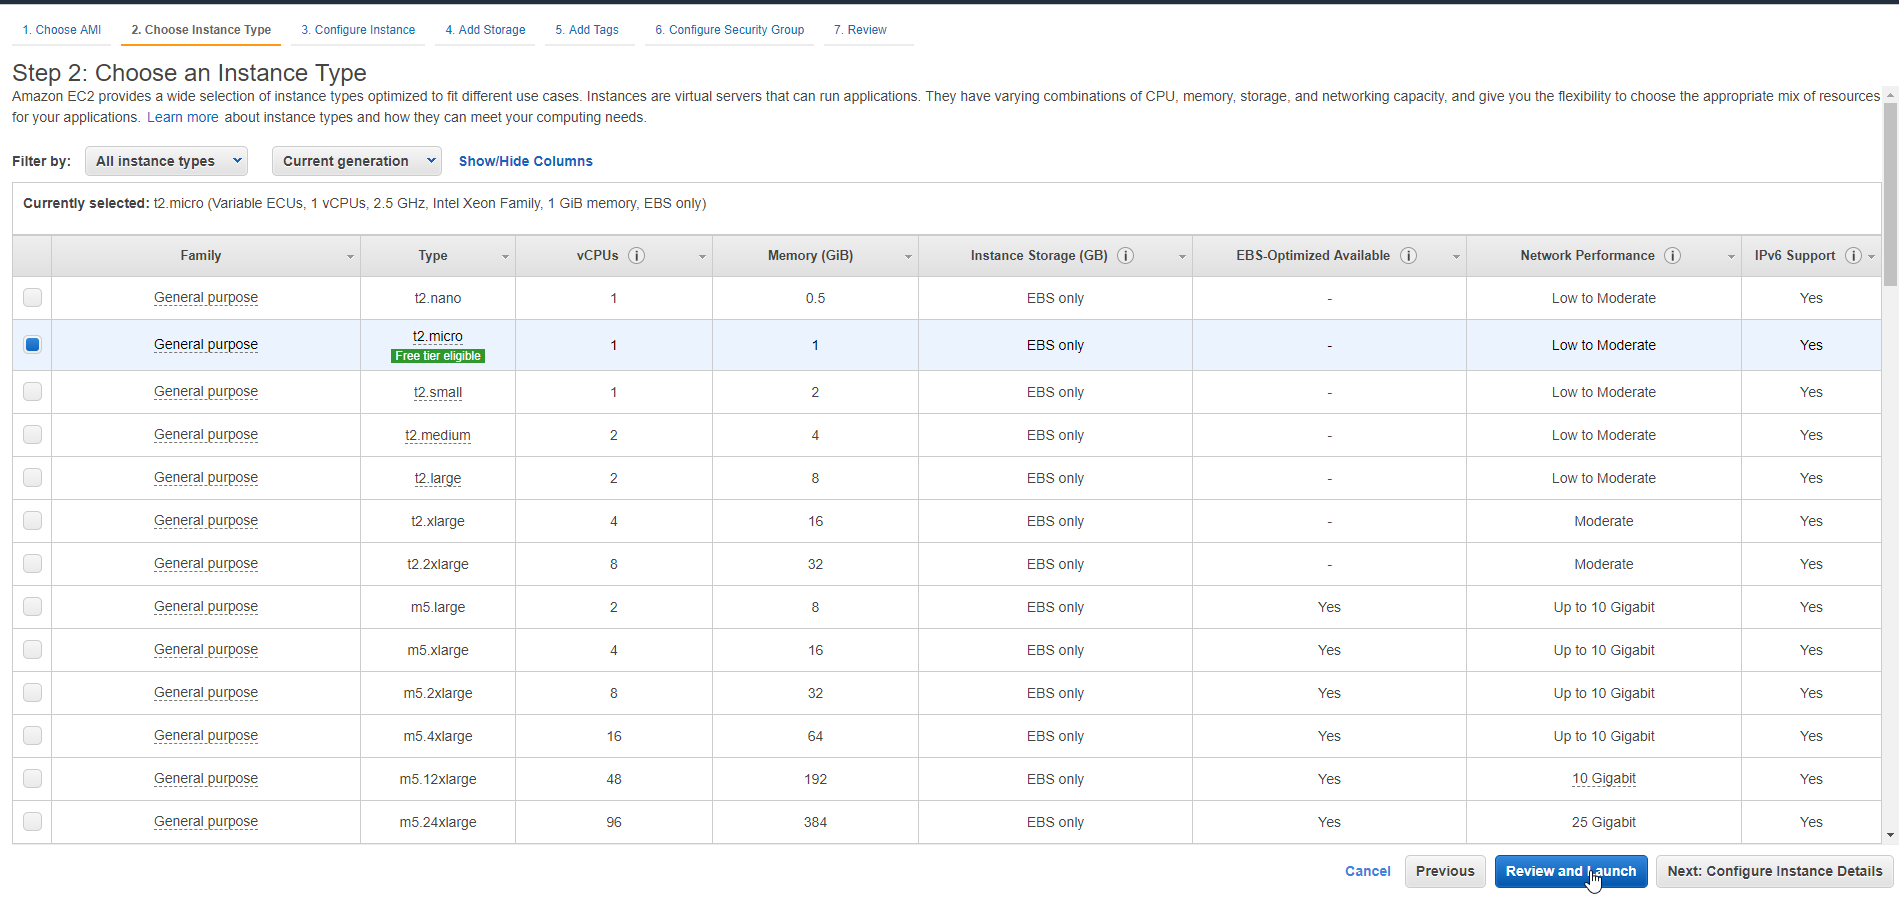 1. Choose AMI 2. Choose Instance Type 3. Configure Instance 4. Add Storage 5. Add Tags 6. Configure Security Group 7. Review
Step 2: Choose an Instance Type
Amazon EC2 provides a wide selection of instance types optimized to fit different use cases. Instances are virtual servers that can run applications. They have varying combinations of CPU, memory, storage, and networking capacity, and give you the flexibility to choose the appropriate mix of resources
for your applications. Learn more about instance types and how they can meet your computing needs.
Filter by: All instance types Current generation Show/Hide Columns
Currently selected: t2.micro (Variable ECUs, 1 vCPUs, 2.5 GHz, Intel Xeon Family, 1 GiB memory, EBS only)
Family Type vCPUs i Memory (GiB) Instance Storage (GB) i EBS-Optimized Available i Network Performance i IPv6 Support i
General purpose t2.nano 1 0.5 EBS only - Low to Moderate Yes
General purpose t2.micro 1 1 EBS only - Low to Moderate Yes
Free tier eligible
General purpose t2.small 1 2 EBS only - Low to Moderate Yes
General purpose t2.medium 2 4 EBS only - Low to Moderate Yes
General purpose t2.large 2 8 EBS only - Low to Moderate Yes
General purpose t2.xlarge 4 16 EBS only - Moderate Yes
General purpose t2.2xlarge 8 32 EBS only - Moderate Yes
General purpose m5.large 2 8 EBS only Yes Up to 10 Gigabit Yes
General purpose m5.xlarge 4 16 EBS only Yes Up to 10 Gigabit Yes
General purpose m5.2xlarge 8 32 EBS only Yes Up to 10 Gigabit Yes
General purpose m5.4xlarge 16 64 EBS only Yes Up to 10 Gigabit Yes
General purpose m5.12xlarge 48 192 EBS only Yes 10 Gigabit Yes
General purpose m5.24xlarge 96 384 EBS only Yes 25 Gigabit Yes
Cancel Previous Review and Launch Next: Configure Instance Details